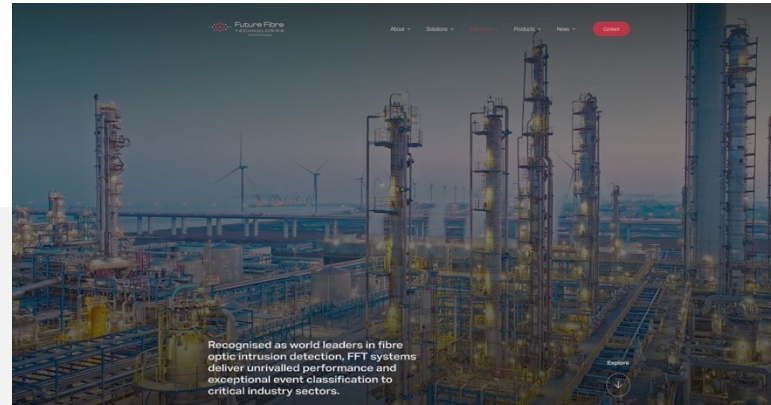 Future Fibre
TECHNOLOGIES
About
Solutions
Products
News
Contact
Recognised as world leaders in fibre
optic intrusion detection, FFT systems
deliver unrivalled performance and
exceptional event classification to
critical industry sectors.
Explore